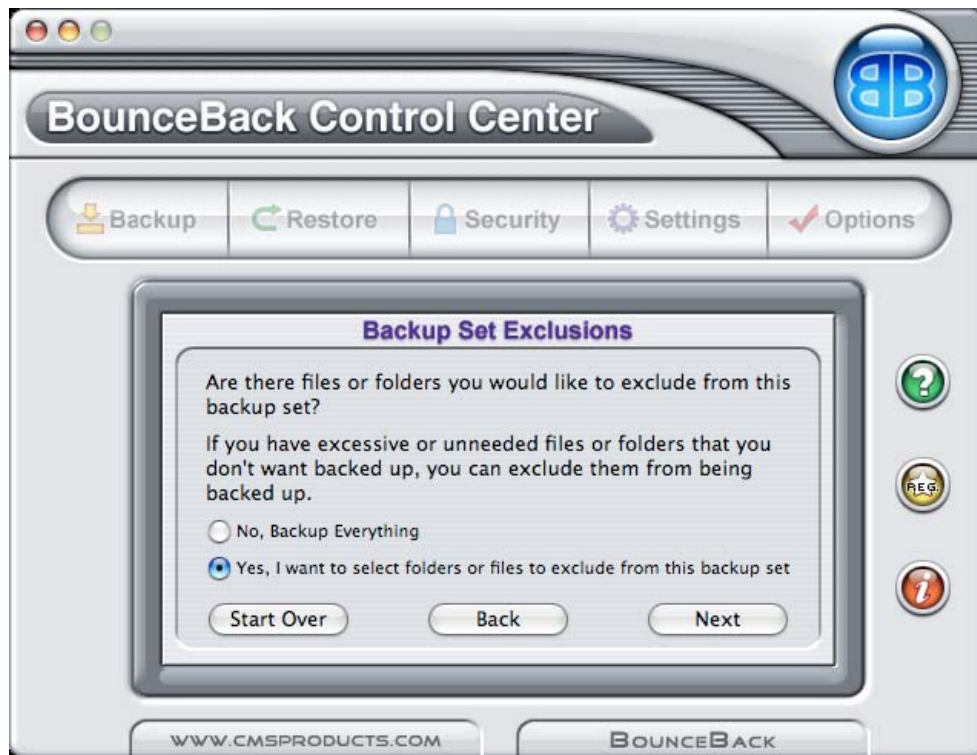 BB
BounceBack Control Center
Backup
Restore
Security
Settings
Options
Backup Set Exclusions
Are there files or folders you would like to exclude from this
backup set?
If you have excessive or unneeded files or folders that you
don't want backed up, you can exclude them from being
backed up.
No, Backup Everything
Yes, I want to select folders or files to exclude from this backup set
Start Over
Back
Next
?
REG.
i
WWW.CMSPRODUCTS.COM
BOUNCEBACK